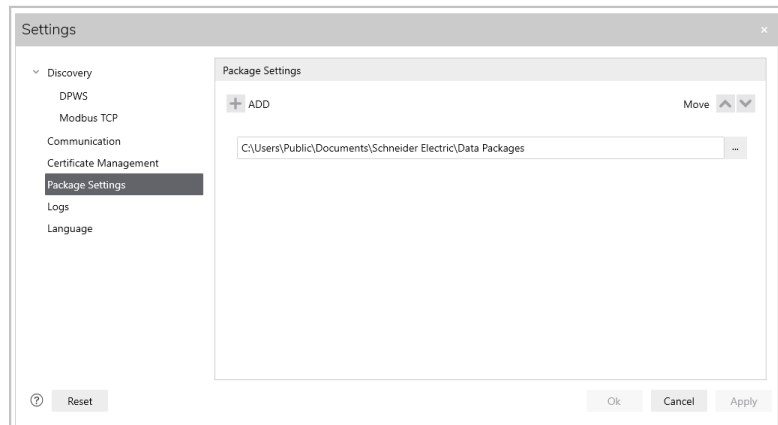 Settings
Discovery
DPWS
Modbus TCP
Communication
Certificate Management
Package Settings
Logs
Language
Package Settings
ADD
Move
C:\Users\Public\Documents\Schneider Electric\Data Packages
...
? Reset
Ok Cancel Apply